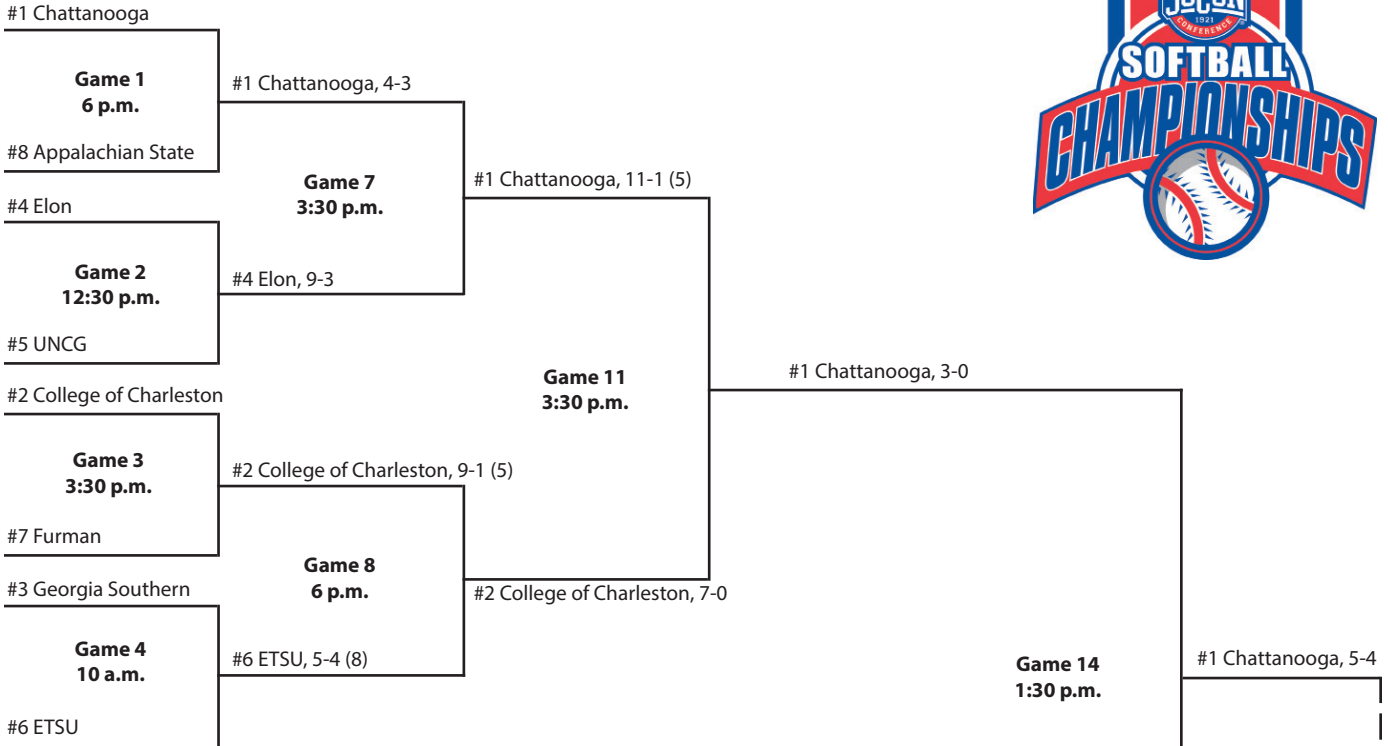 #1 Chattanooga
Game 1
6 p.m.
#1 Chattanooga, 4-3
#8 Appalachian State
Game 7
3:30 p.m.
#1 Chattanooga, 11-1 (5)
#4 Elon
Game 2
12:30 p.m.
#4 Elon, 9-3
#5 UNCG
Game 11
3:30 p.m.
#1 Chattanooga, 3-0
#2 College of Charleston
Game 3
3:30 p.m.
#2 College of Charleston, 9-1 (5)
#7 Furman
Game 8
6 p.m.
#2 College of Charleston, 7-0
#3 Georgia Southern
Game 4
10 a.m.
#6 ETSU, 5-4 (8)
#6 ETSU
Game 14
1:30 p.m.
#1 Chattanooga, 5-4
SOCON
1921
CONFERENCE
SOFTBALL
CHAMPIONSHIPS